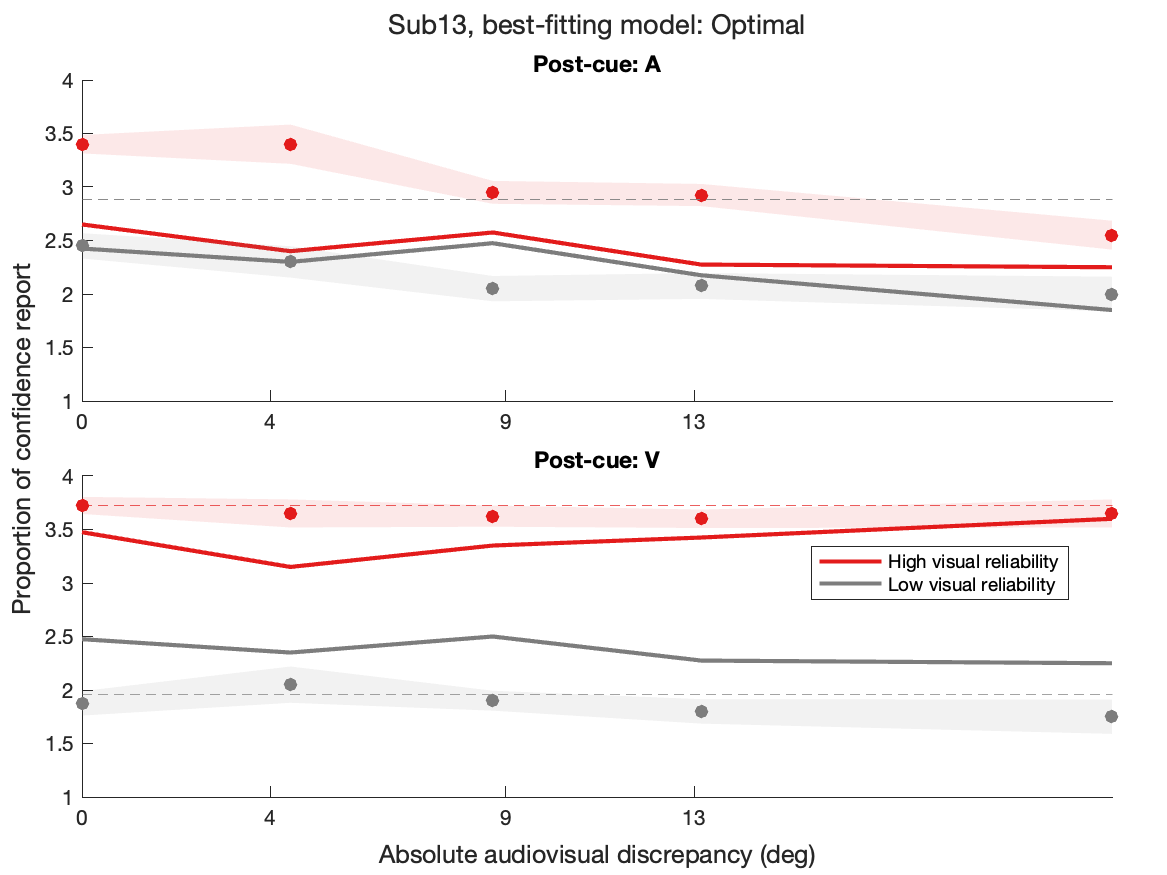 Sub13, best-fitting model: Optimal
Post-cue: A
4
3.5
3
2.5
2
1.5
1
0 4 9 13
Proportion of confidence report
Post-cue: V
4
3.5
3
2.5
2
1.5
1
High visual reliability
Low visual reliability
0 4 9 13
Absolute audiovisual discrepancy (deg)